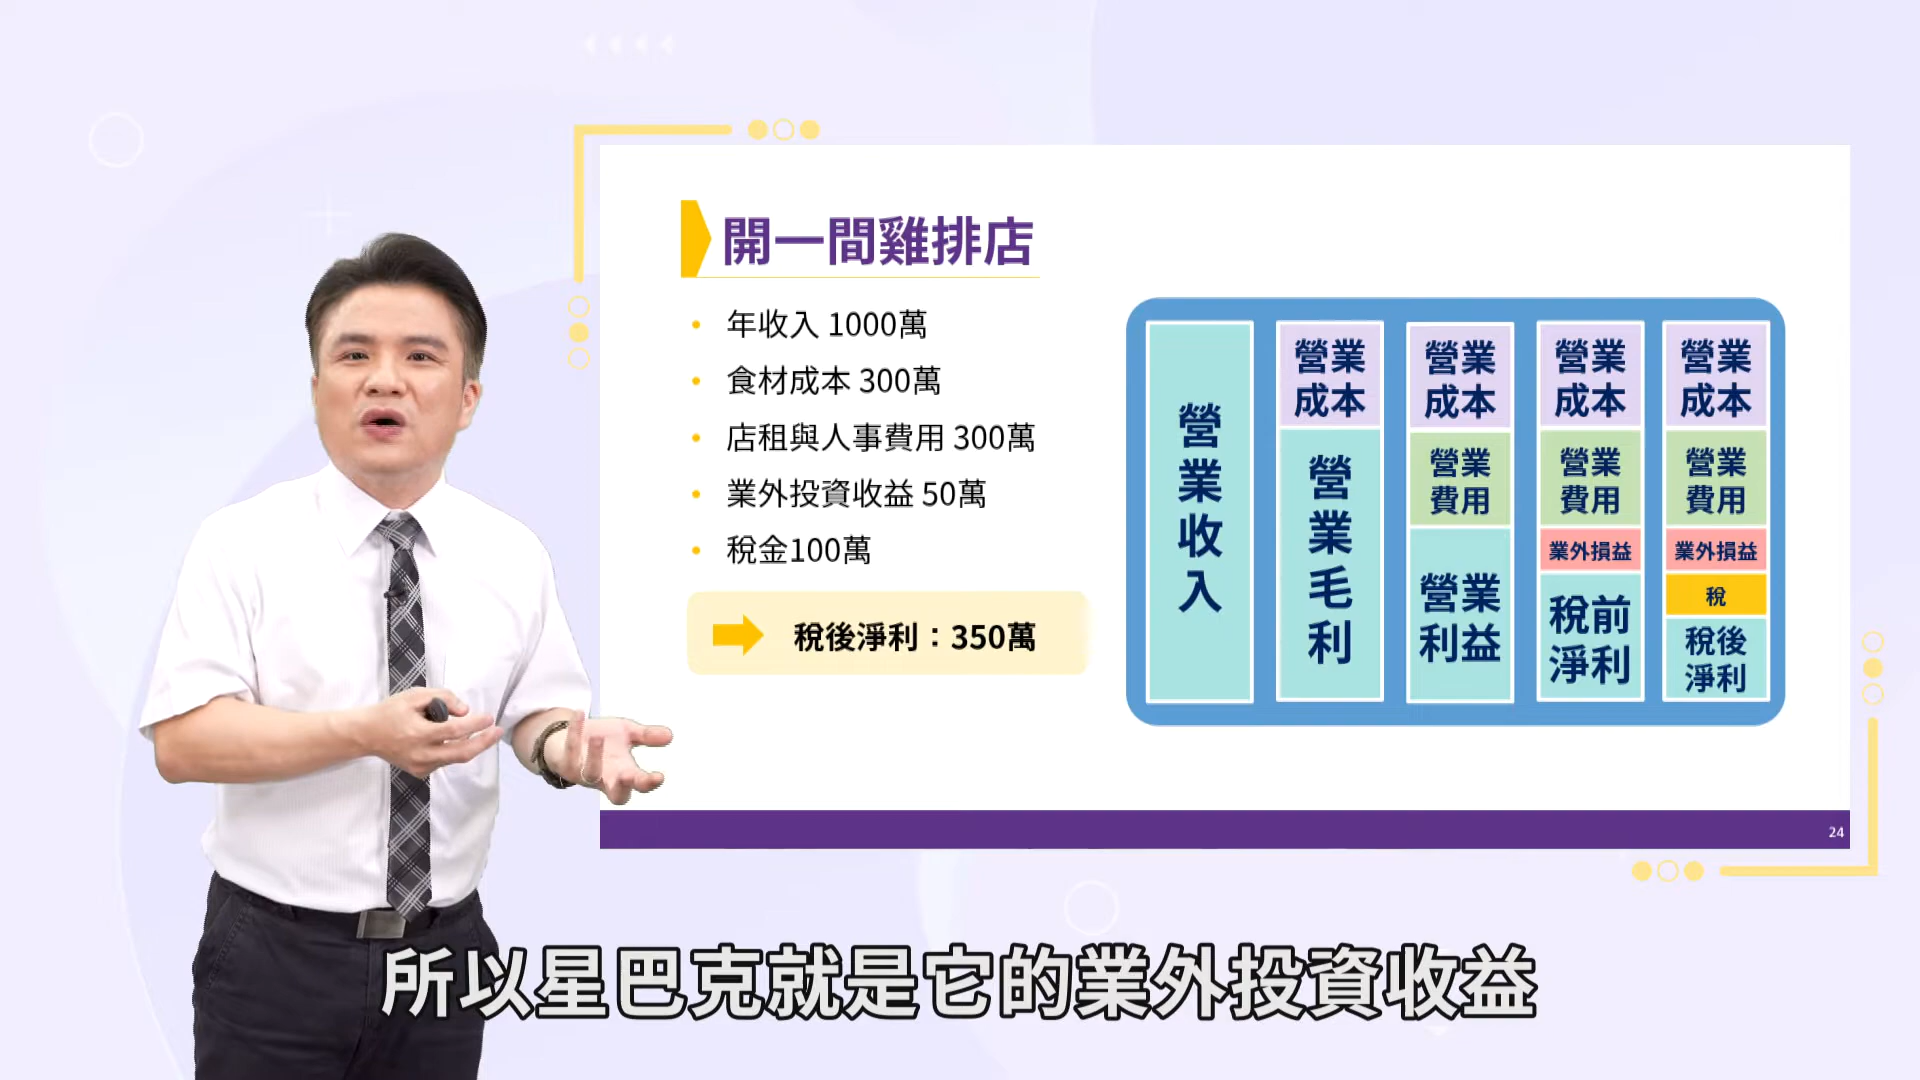 開一間雞排店
年收入 1000萬
食材成本 300萬
店租與人事費用 300萬
業外投資收益 50萬
稅金100萬
稅後淨利：350萬
營業收入
營業成本
營業毛利
營業成本
營業費用
營業利益
營業成本
營業費用
業外損益
稅前淨利
營業成本
營業費用
業外損益
稅
稅後淨利
24
所以星巴克就是它的業外投資收益